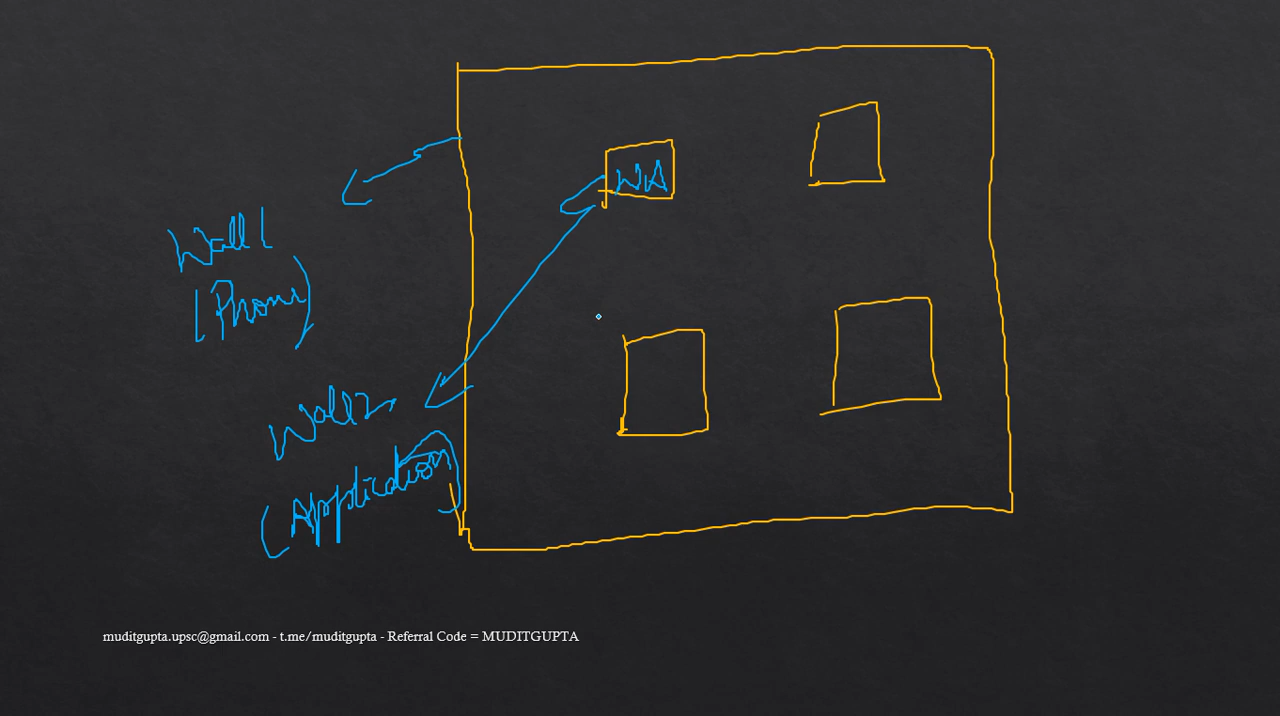 WA
Wall 1
(Phone)
Wall 2
(Application)
muditgupta.upsc@gmail.com - t.me/muditgupta - Referral Code = MUDITGUPTA